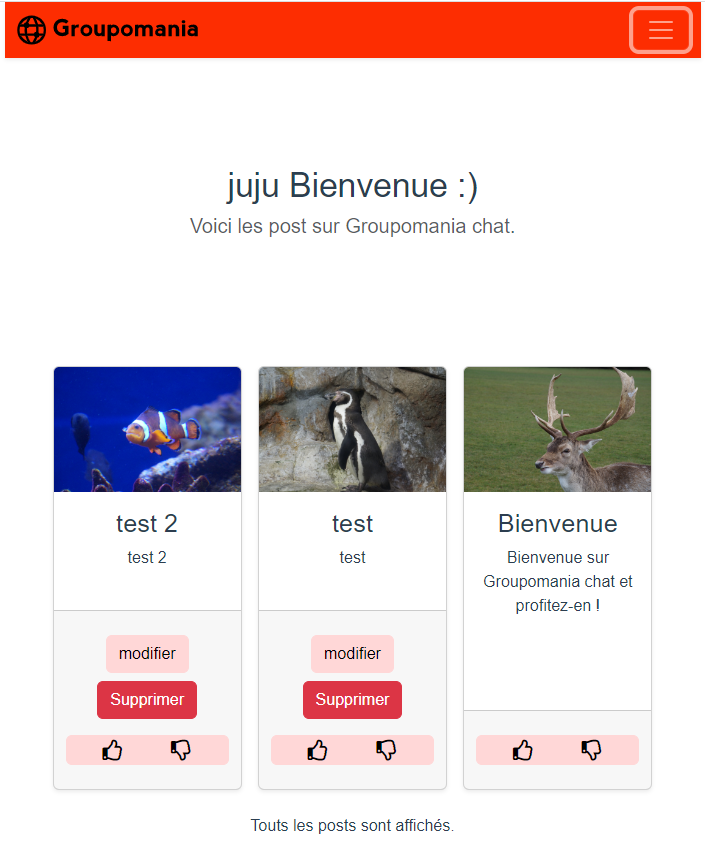 Groupomania
juju Bienvenue :)
Voici les post sur Groupomania chat.
test 2
test 2
modifier
Supprimer
test
test
modifier
Supprimer
Bienvenue
Bienvenue sur
Groupomania chat et
profitez-en !
Touts les posts sont affichés.